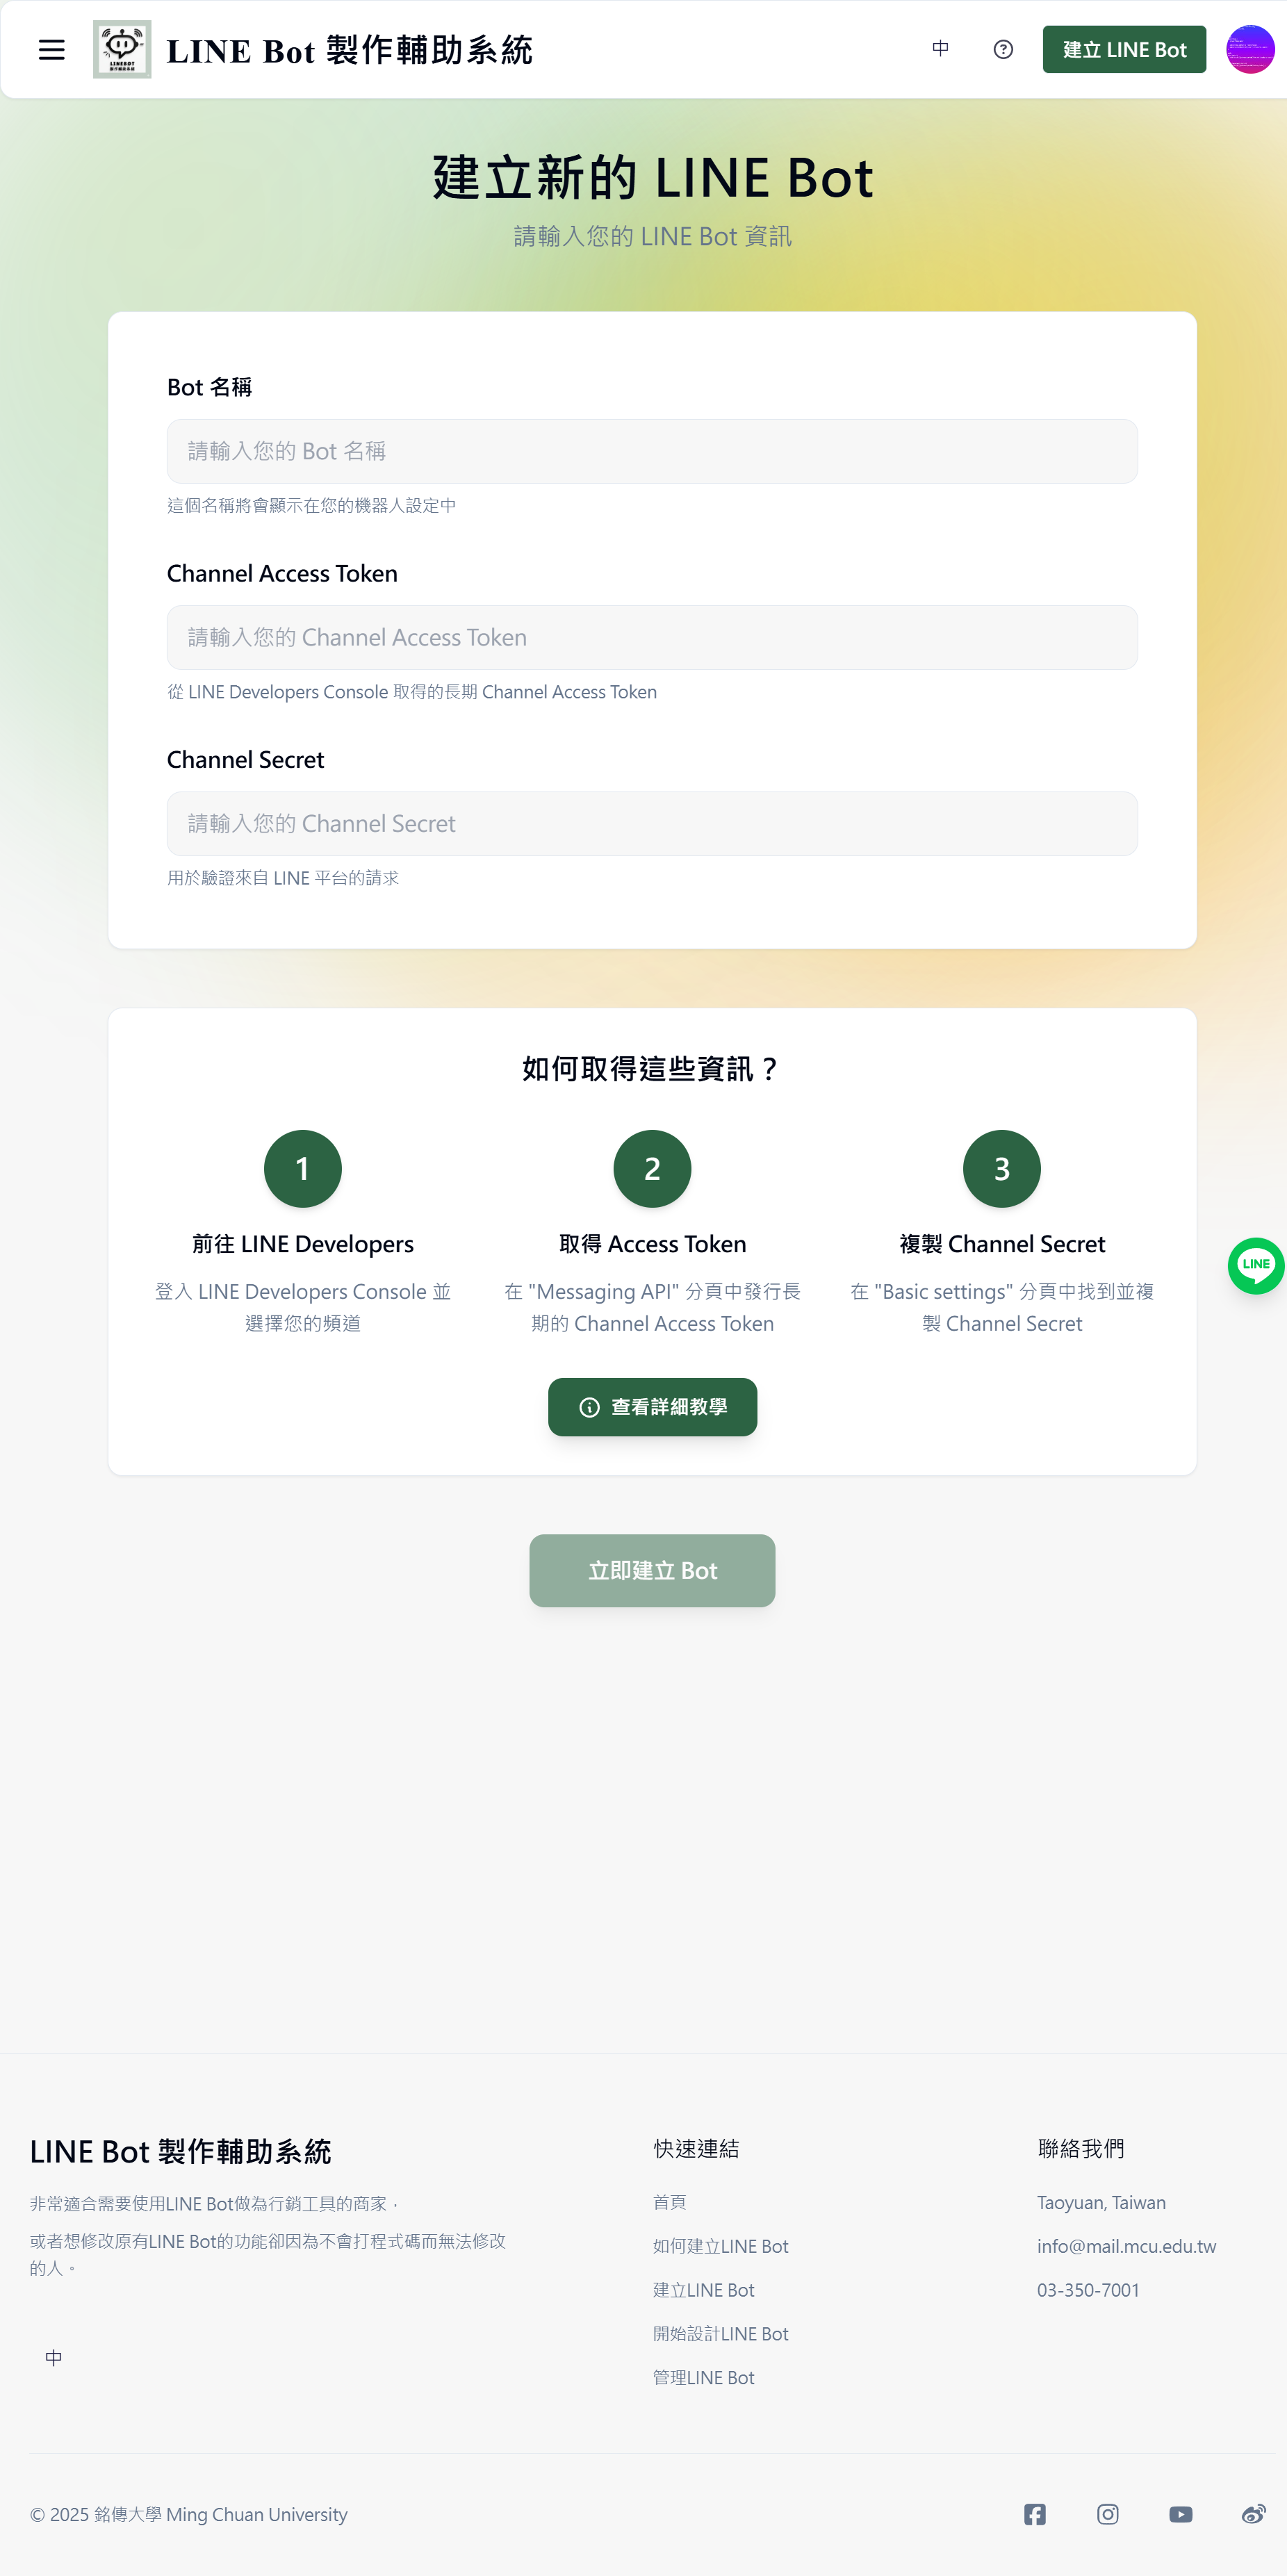 LINEBOT
製作輔助系統
LINE Bot 製作輔助系統
中
建立 LINE Bot
建立新的 LINE Bot
請輸入您的 LINE Bot 資訊
Bot 名稱
請輸入您的 Bot 名稱
這個名稱將會顯示在您的機器人設定中
Channel Access Token
請輸入您的 Channel Access Token
從 LINE Developers Console 取得的長期 Channel Access Token
Channel Secret
請輸入您的 Channel Secret
用於驗證來自 LINE 平台的請求
如何取得這些資訊？
1
前往 LINE Developers
登入 LINE Developers Console 並
選擇您的頻道
2
取得 Access Token
在 "Messaging API" 分頁中發行長
期的 Channel Access Token
3
複製 Channel Secret
在 "Basic settings" 分頁中找到並複
製 Channel Secret
LINE
查看詳細教學
立即建立 Bot
LINE Bot 製作輔助系統
非常適合需要使用LINE Bot做為行銷工具的商家，
或者想修改原有LINE Bot的功能卻因為不會打程式碼而無法修改
的人。
中
快速連結
首頁
如何建立LINE Bot
建立LINE Bot
開始設計LINE Bot
管理LINE Bot
聯絡我們
Taoyuan, Taiwan
info@mail.mcu.edu.tw
03-350-7001
© 2025 銘傳大學 Ming Chuan University